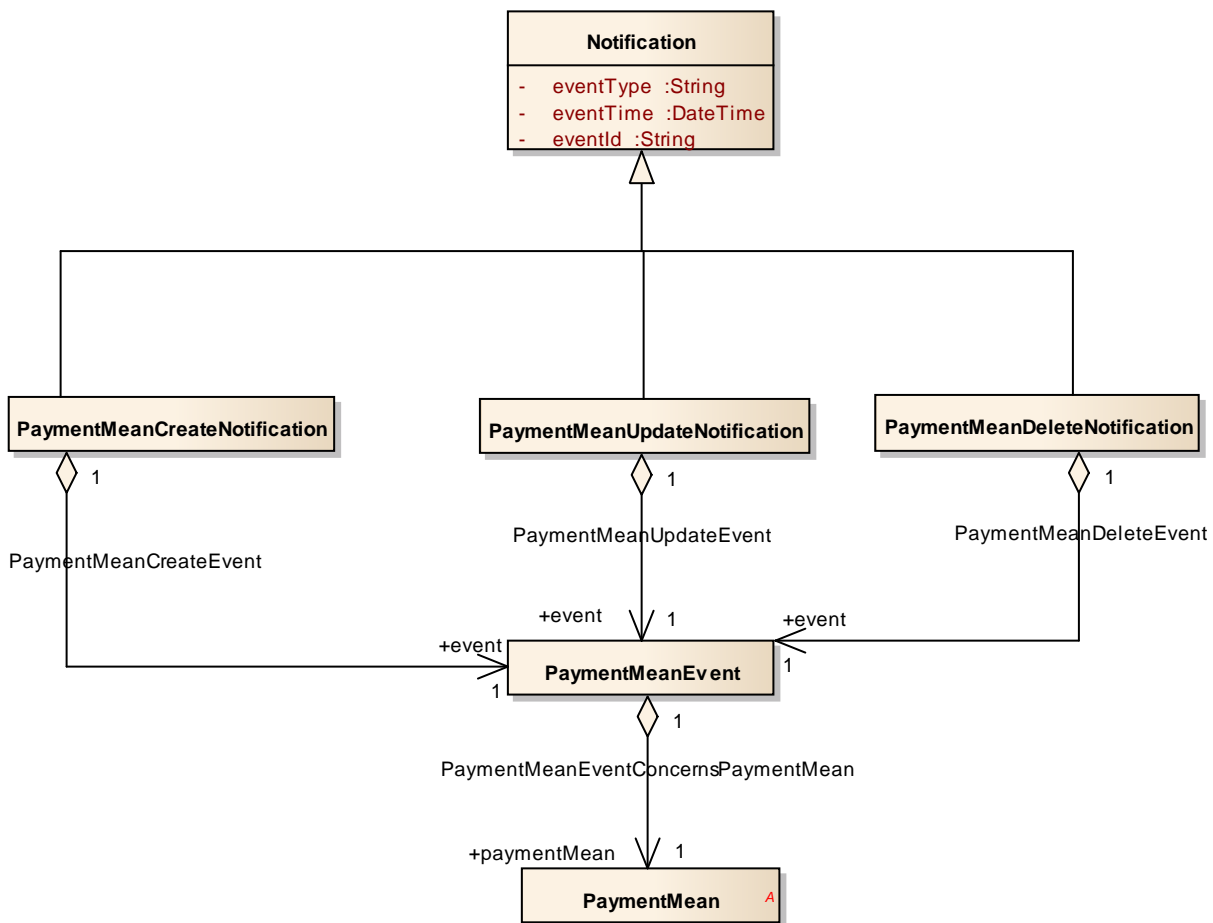 Notification
- eventType :String
- eventTime :DateTime
- eventId :String
PaymentMeanCreateNotification
PaymentMeanUpdateNotification
PaymentMeanDeleteNotification
1
1
1
PaymentMeanCreateEvent
PaymentMeanUpdateEvent
PaymentMeanDeleteEvent
+event
1
+event
1
+event
1
PaymentMeanEvent
1
PaymentMeanEventConcernsPaymentMean
+paymentMean
1
PaymentMean
A